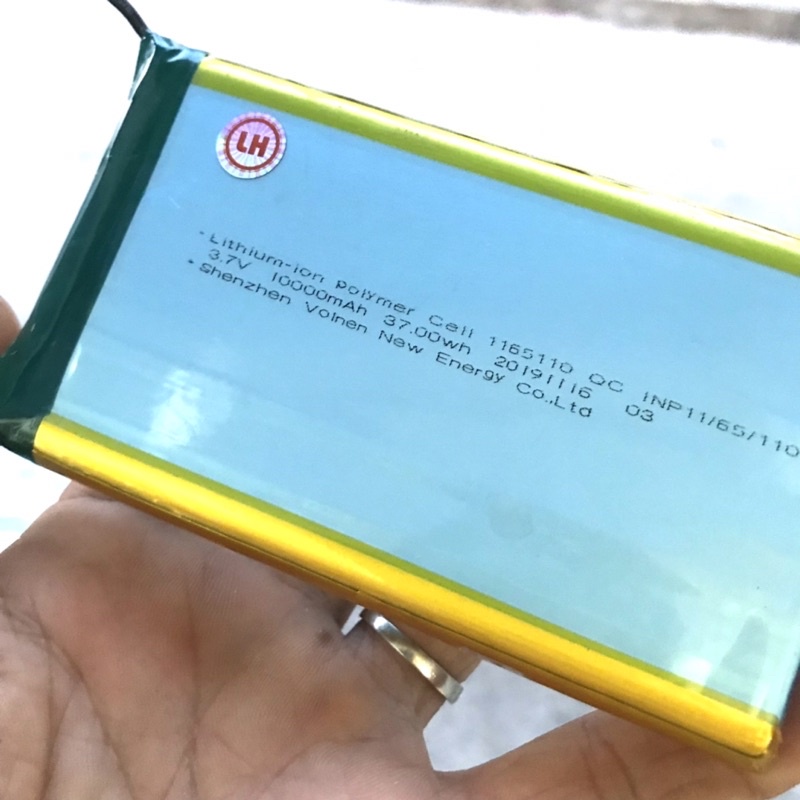 LH
Lithium-ion Polymer Cell 1165110 QC INP11/65/110
3.7V 10000mAh 37.00wh 20191116 03
Shenzhen Volnen New Energy Co.,Ltd